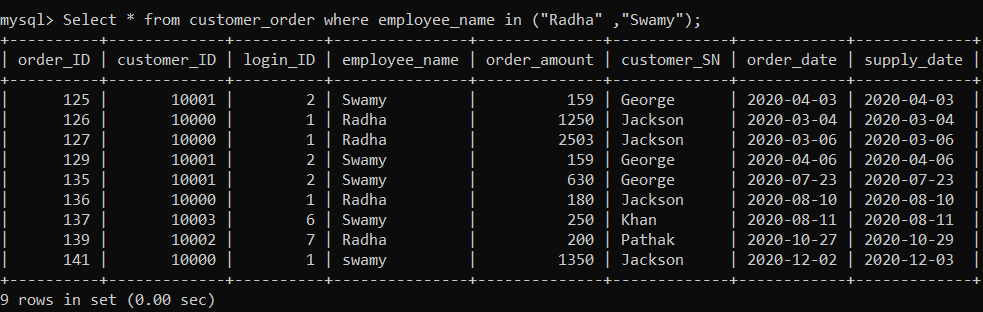 mysql> Select * from customer_order where employee_name in ("Radha" ,"Swamy");
+----------+-------------+----------+---------------+--------------+-------------+------------+-------------+
| order_ID | customer_ID | login_ID | employee_name | order_amount | customer_SN | order_date | supply_date |
+----------+-------------+----------+---------------+--------------+-------------+------------+-------------+
|      125 |       10001 |        2 | Swamy         |          159 | George      | 2020-04-03 | 2020-04-03  |
|      126 |       10000 |        1 | Radha         |         1250 | Jackson     | 2020-03-04 | 2020-03-04  |
|      127 |       10000 |        1 | Radha         |         2503 | Jackson     | 2020-03-06 | 2020-03-06  |
|      129 |       10001 |        2 | Swamy         |          159 | George      | 2020-04-06 | 2020-04-06  |
|      135 |       10001 |        2 | Swamy         |          630 | George      | 2020-07-23 | 2020-07-23  |
|      136 |       10000 |        1 | Radha         |          180 | Jackson     | 2020-08-10 | 2020-08-10  |
|      137 |       10003 |        6 | Swamy         |          250 | Khan        | 2020-08-11 | 2020-08-11  |
|      139 |       10002 |        7 | Radha         |          200 | Pathak      | 2020-10-27 | 2020-10-29  |
|      141 |       10000 |        1 | swamy         |         1350 | Jackson     | 2020-12-02 | 2020-12-03  |
+----------+-------------+----------+---------------+--------------+-------------+------------+-------------+
9 rows in set (0.00 sec)